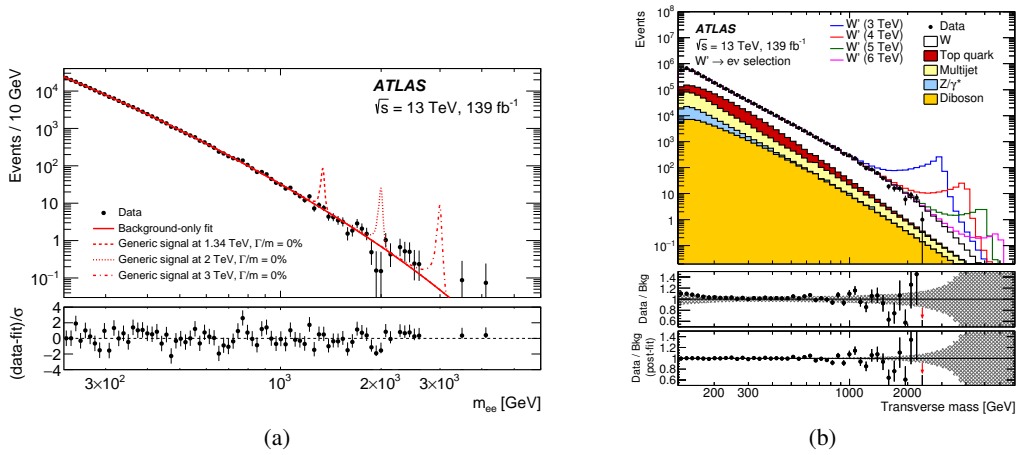 ATLAS
√s = 13 TeV, 139 fb⁻¹
Events / 10 GeV
10⁴
10³
10²
10
1
10⁻¹
Data
Background-only fit
Generic signal at 1.34 TeV, Γ/m = 0%
Generic signal at 2 TeV, Γ/m = 0%
Generic signal at 3 TeV, Γ/m = 0%
(data-fit)/σ
4
2
0
−2
−4
3×10² 10³ 2×10³ 3×10³
m_ee [GeV]
(a)
Events
10⁸
10⁷
10⁶
10⁵
10⁴
10³
10²
10
1
10⁻¹
ATLAS
√s = 13 TeV, 139 fb⁻¹
W' → eν selection
W' (3 TeV)
W' (4 TeV)
W' (5 TeV)
W' (6 TeV)
Data
W
Top quark
Multijet
Z/γ*
Diboson
Data / Bkg
1.4
1.2
1
0.8
0.6
Data / Bkg
(post-fit)
1.4
1.2
1
0.8
0.6
200 300 1000 2000
Transverse mass [GeV]
(b)